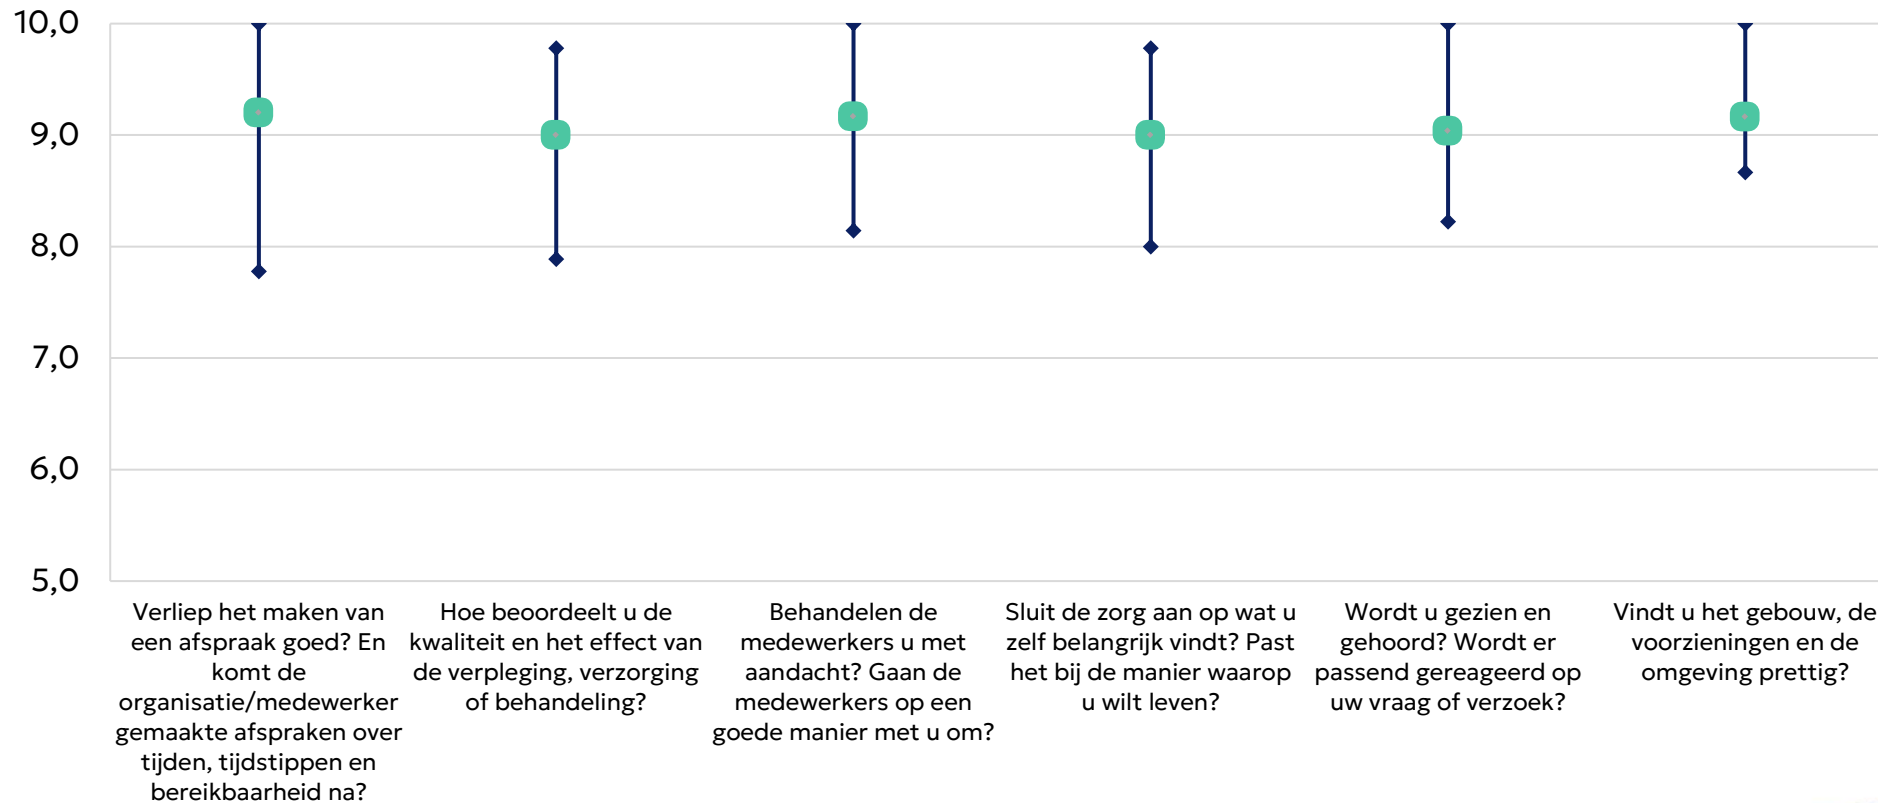 10,0
9,0
8,0
7,0
6,0
5,0
Verliep het maken van
een afspraak goed? En
komt de
organisatie/medewerker
gemaakte afspraken over
tijden, tijdstippen en
bereikbaarheid na?
Hoe beoordeelt u de
kwaliteit en het effect van
de verpleging, verzorging
of behandeling?
Behandelen de
medewerkers u met
aandacht? Gaan de
medewerkers op een
goede manier met u om?
Sluit de zorg aan op wat u
zelf belangrijk vindt? Past
het bij de manier waarop
u wilt leven?
Wordt u gezien en
gehoord? Wordt er
passend gereageerd op
uw vraag of verzoek?
Vindt u het gebouw, de
voorzieningen en de
omgeving prettig?